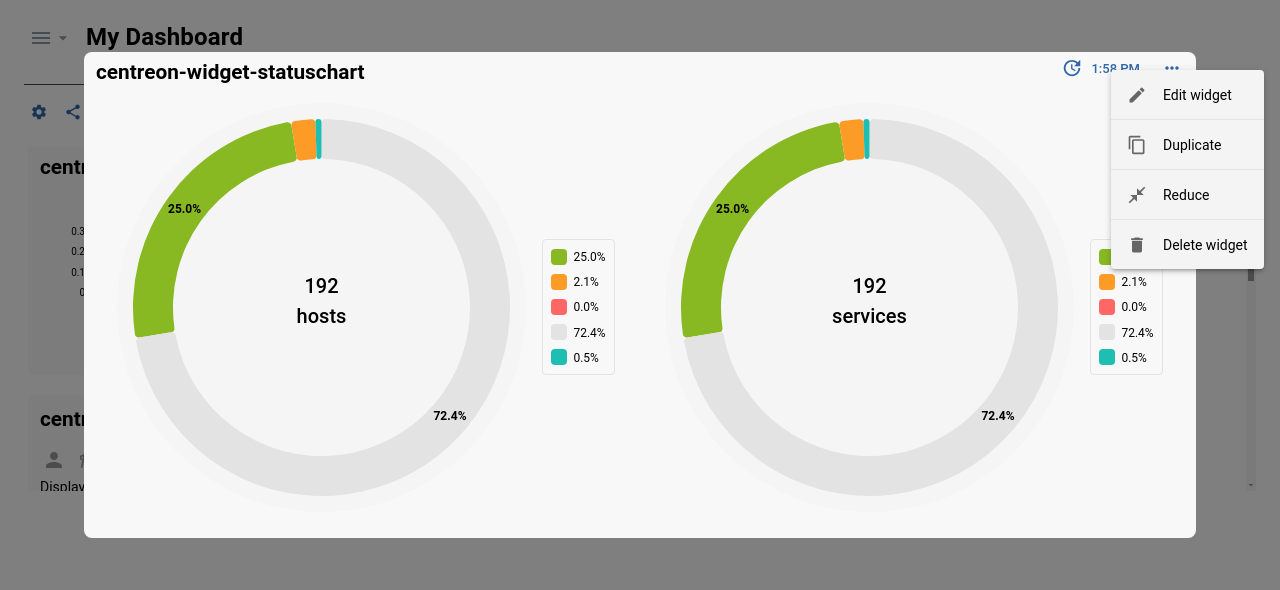 My Dashboard
centreon-widget-statuschart
1:58 PM
Edit widget
Duplicate
Reduce
Delete widget
25.0%
72.4%
192
hosts
25.0%
2.1%
0.0%
72.4%
0.5%
25.0%
72.4%
192
services
2.1%
0.0%
72.4%
0.5%
0.3
0.2
0.1
0
Display